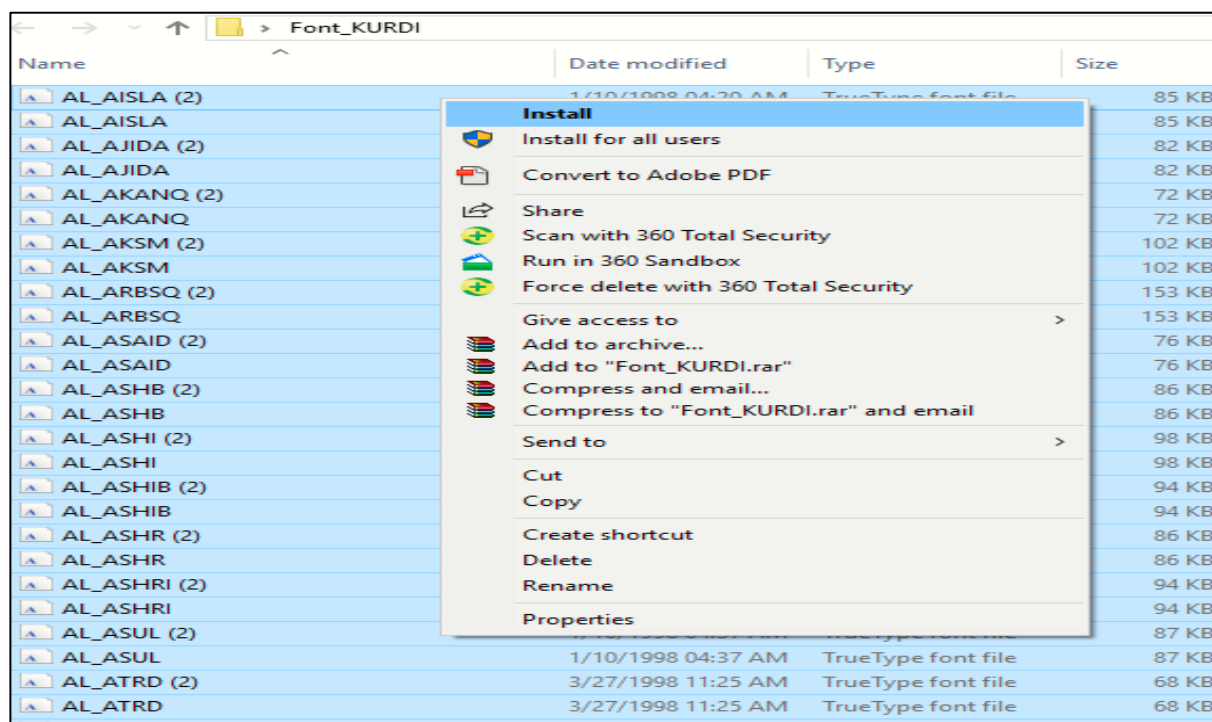 Font_KURDI
Name Date modified Type Size
AL_AISLA (2) 1/10/1998 04:20 AM TrueType font file 85 KB
AL_AISLA 85 KB
AL_AJIDA (2) 82 KB
AL_AJIDA 82 KB
AL_AKANQ (2) 72 KB
AL_AKANQ 72 KB
AL_AKSM (2) 102 KB
AL_AKSM 102 KB
AL_ARBSQ (2) 153 KB
AL_ARBSQ 153 KB
AL_ASAID (2) 76 KB
AL_ASAID 76 KB
AL_ASHB (2) 86 KB
AL_ASHB 86 KB
AL_ASHI (2) 98 KB
AL_ASHI 98 KB
AL_ASHIB (2) 94 KB
AL_ASHIB 94 KB
AL_ASHR (2) 86 KB
AL_ASHR 86 KB
AL_ASHRI (2) 94 KB
AL_ASHRI 94 KB
AL_ASUL (2) 87 KB
AL_ASUL 1/10/1998 04:37 AM TrueType font file 87 KB
AL_ATRD (2) 3/27/1998 11:25 AM TrueType font file 68 KB
AL_ATRD 3/27/1998 11:25 AM TrueType font file 68 KB
Install
Install for all users
Convert to Adobe PDF
Share
Scan with 360 Total Security
Run in 360 Sandbox
Force delete with 360 Total Security
Give access to
Add to archive...
Add to "Font_KURDI.rar"
Compress and email...
Compress to "Font_KURDI.rar" and email
Send to
Cut
Copy
Create shortcut
Delete
Rename
Properties